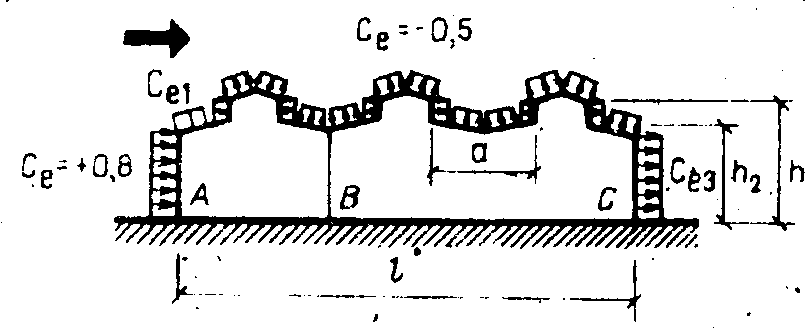 Ce = -0,5
Ce1
Ce = +0,8
A
B
C
a
Ce3
h2
h
l